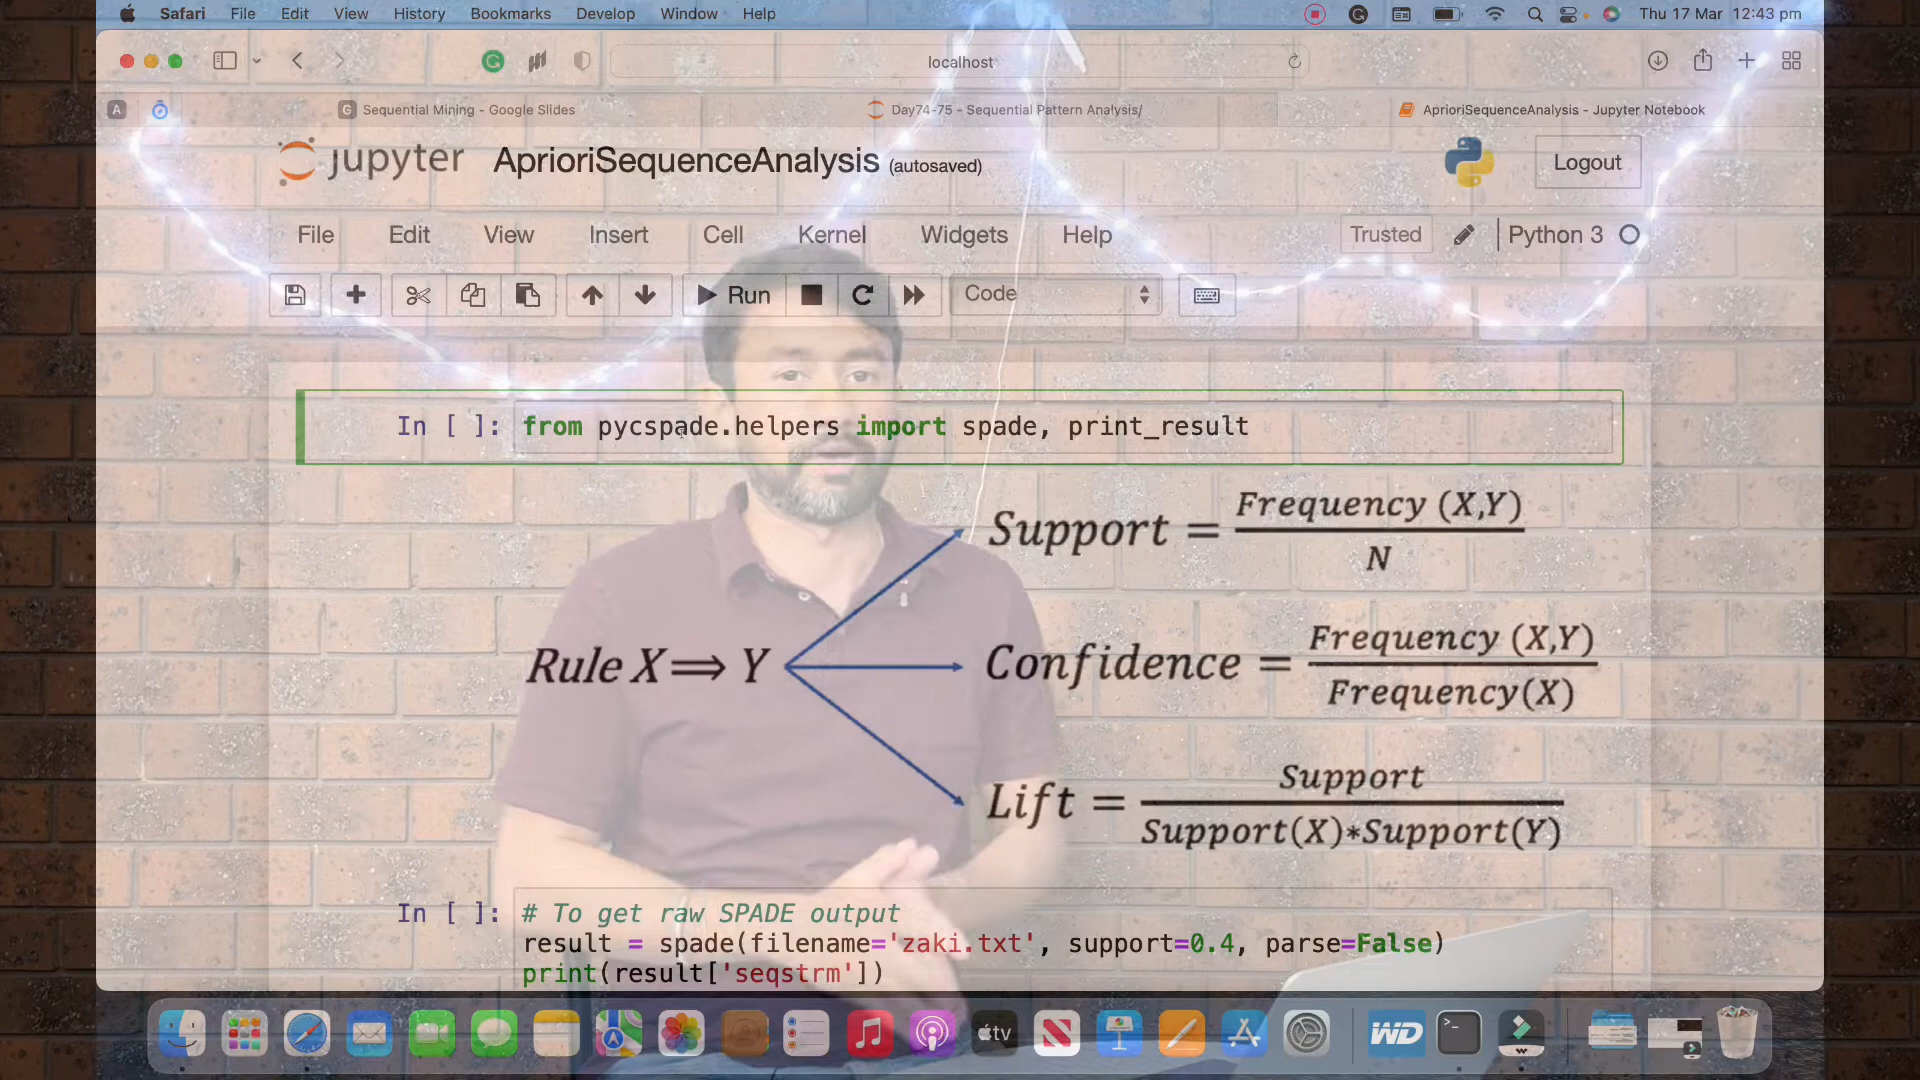 Safari File Edit View History Bookmarks Develop Window Help Thu 17 Mar 12:43 pm
localhost
A Sequential Mining - Google Slides Day74-75 - Sequential Pattern Analysis/ AprioriSequenceAnalysis - Jupyter Notebook
jupyter AprioriSequenceAnalysis (autosaved) Logout
File Edit View Insert Cell Kernel Widgets Help Trusted Python 3
Run Code
In [ ]: from pycspade.helpers import spade, print_result
Support = Frequency (X,Y)
N
Rule X ⟹ Y Confidence = Frequency (X,Y)
Frequency(X)
Lift = Support
Support(X)*Support(Y)
In [ ]: # To get raw SPADE output
result = spade(filename='zaki.txt', support=0.4, parse=False)
print(result['seqstrm'])
tv WD